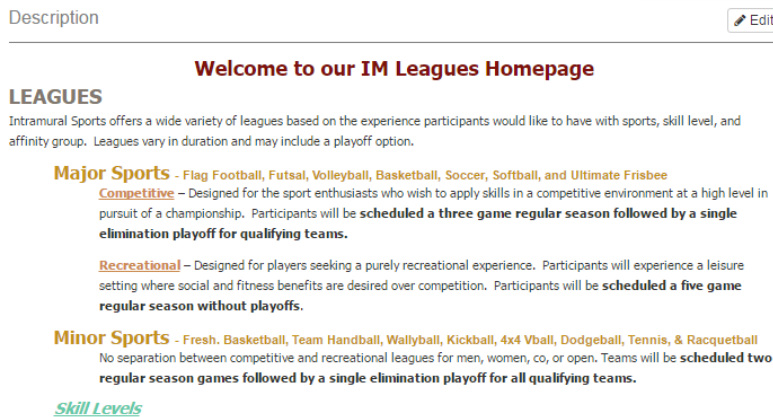 Description
Edit
Welcome to our IM Leagues Homepage
LEAGUES
Intramural Sports offers a wide variety of leagues based on the experience participants would like to have with sports, skill level, and
affinity group. Leagues vary in duration and may include a playoff option.
Major Sports - Flag Football, Futsal, Volleyball, Basketball, Soccer, Softball, and Ultimate Frisbee
Competitive – Designed for the sport enthusiasts who wish to apply skills in a competitive environment at a high level in
pursuit of a championship. Participants will be scheduled a three game regular season followed by a single
elimination playoff for qualifying teams.
Recreational – Designed for players seeking a purely recreational experience. Participants will experience a leisure
setting where social and fitness benefits are desired over competition. Participants will be scheduled a five game
regular season without playoffs.
Minor Sports - Fresh. Basketball, Team Handball, Wallyball, Kickball, 4x4 Vball, Dodgeball, Tennis, & Racquetball
No separation between competitive and recreational leagues for men, women, co, or open. Teams will be scheduled two
regular season games followed by a single elimination playoff for all qualifying teams.
Skill Levels